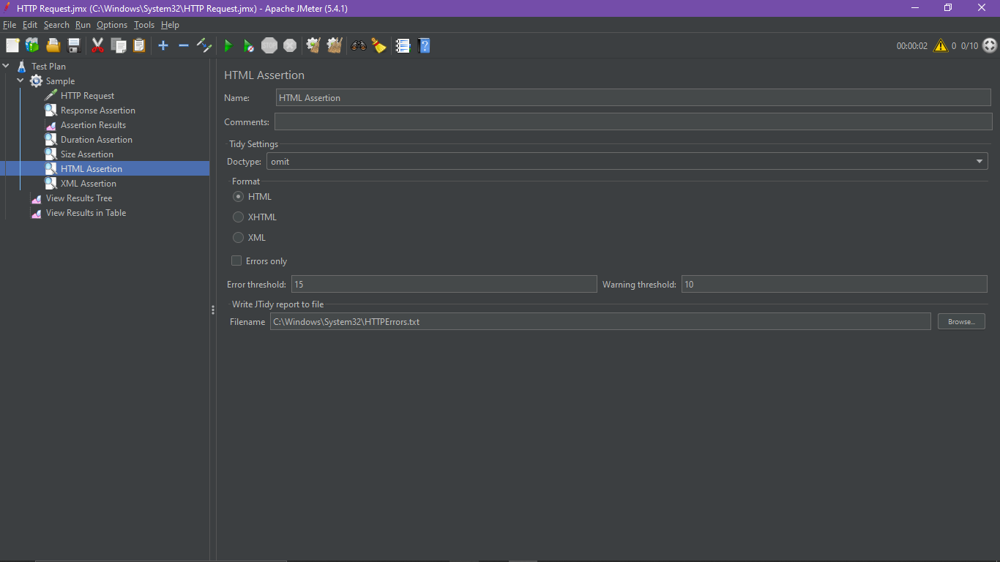 HTTP Request.jmx (C:\Windows\System32\HTTP Request.jmx) - Apache JMeter (5.4.1)
File Edit Search Run Options Tools Help
STOP
00:00:02 0 0/10
Test Plan
Sample
HTTP Request
Response Assertion
Assertion Results
Duration Assertion
Size Assertion
HTML Assertion
XML Assertion
View Results Tree
View Results in Table
HTML Assertion
Name: HTML Assertion
Comments:
Tidy Settings
Doctype: omit
Format
HTML
XHTML
XML
Errors only
Error threshold: 15 Warning threshold: 10
Write JTidy report to file
Filename C:\Windows\System32\HTTPErrors.txt Browse...